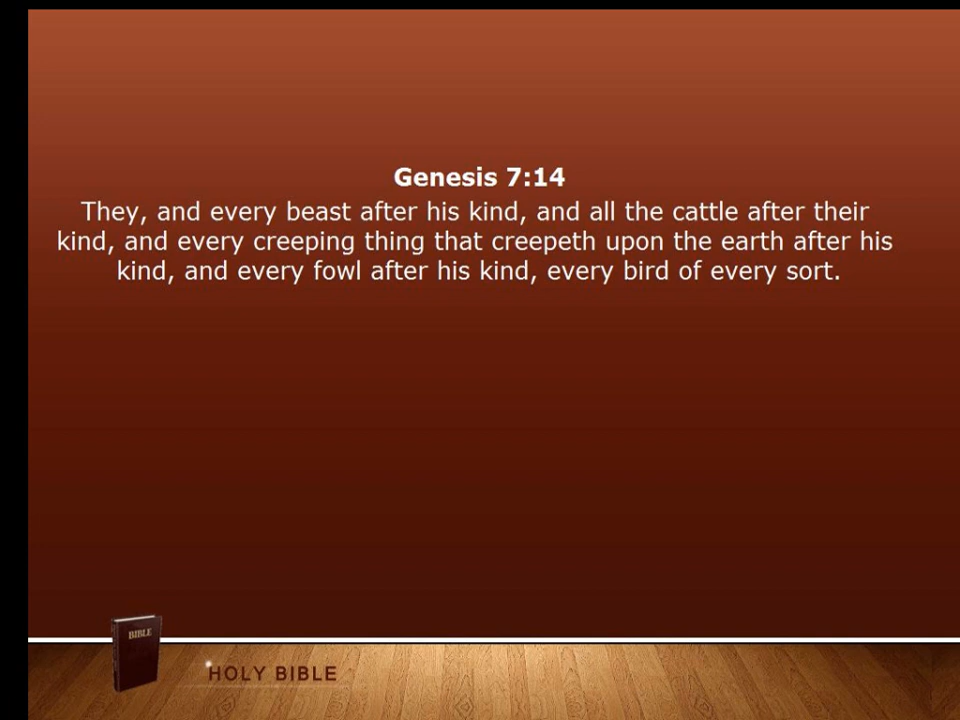 Genesis 7:14
They, and every beast after his kind, and all the cattle after their
kind, and every creeping thing that creepeth upon the earth after his
kind, and every fowl after his kind, every bird of every sort.
BIBLE
HOLY BIBLE